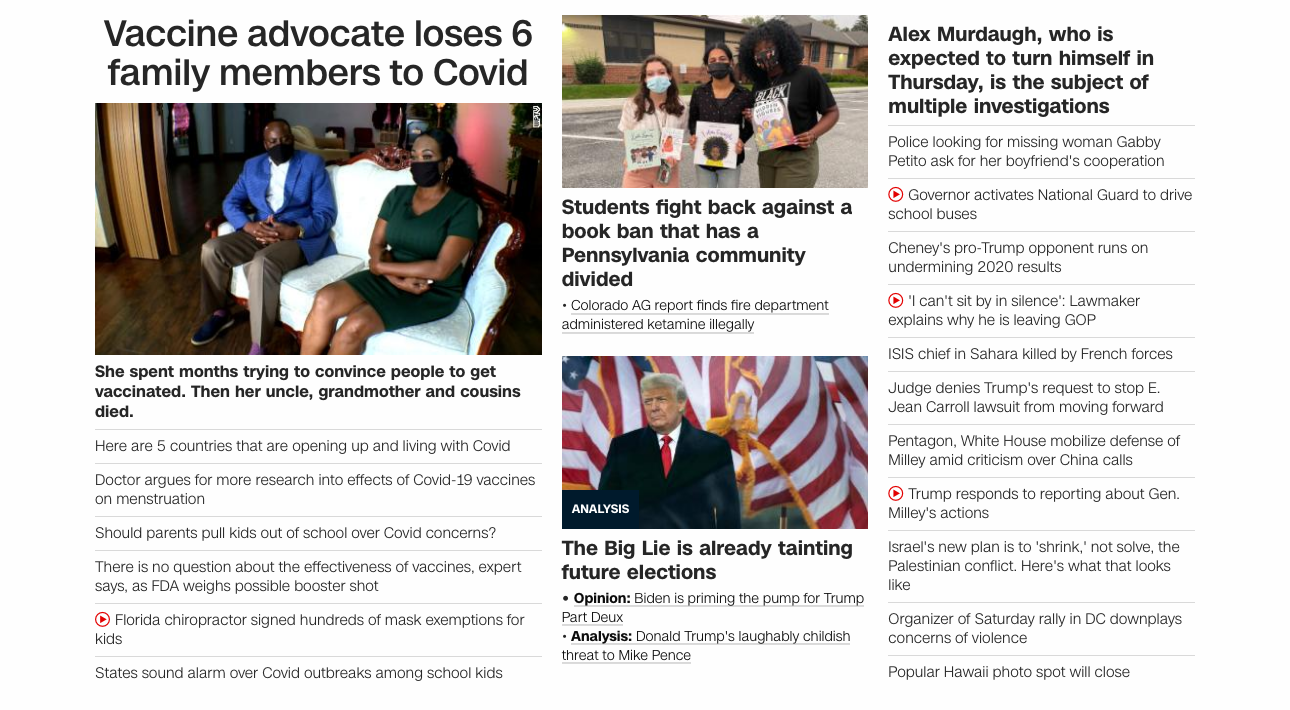 Vaccine advocate loses 6
family members to Covid
She spent months trying to convince people to get
vaccinated. Then her uncle, grandmother and cousins
died.
Here are 5 countries that are opening up and living with Covid
Doctor argues for more research into effects of Covid-19 vaccines
on menstruation
Should parents pull kids out of school over Covid concerns?
There is no question about the effectiveness of vaccines, expert
says, as FDA weighs possible booster shot
Florida chiropractor signed hundreds of mask exemptions for
kids
States sound alarm over Covid outbreaks among school kids
BLACK
HIDDEN
FIGURES
Students fight back against a
book ban that has a
Pennsylvania community
divided
• Colorado AG report finds fire department
administered ketamine illegally
ANALYSIS
The Big Lie is already tainting
future elections
• Opinion: Biden is priming the pump for Trump
Part Deux
• Analysis: Donald Trump's laughably childish
threat to Mike Pence
Alex Murdaugh, who is
expected to turn himself in
Thursday, is the subject of
multiple investigations
Police looking for missing woman Gabby
Petito ask for her boyfriend's cooperation
Governor activates National Guard to drive
school buses
Cheney's pro-Trump opponent runs on
undermining 2020 results
'I can't sit by in silence': Lawmaker
explains why he is leaving GOP
ISIS chief in Sahara killed by French forces
Judge denies Trump's request to stop E.
Jean Carroll lawsuit from moving forward
Pentagon, White House mobilize defense of
Milley amid criticism over China calls
Trump responds to reporting about Gen.
Milley's actions
Israel's new plan is to 'shrink,' not solve, the
Palestinian conflict. Here's what that looks
like
Organizer of Saturday rally in DC downplays
concerns of violence
Popular Hawaii photo spot will close